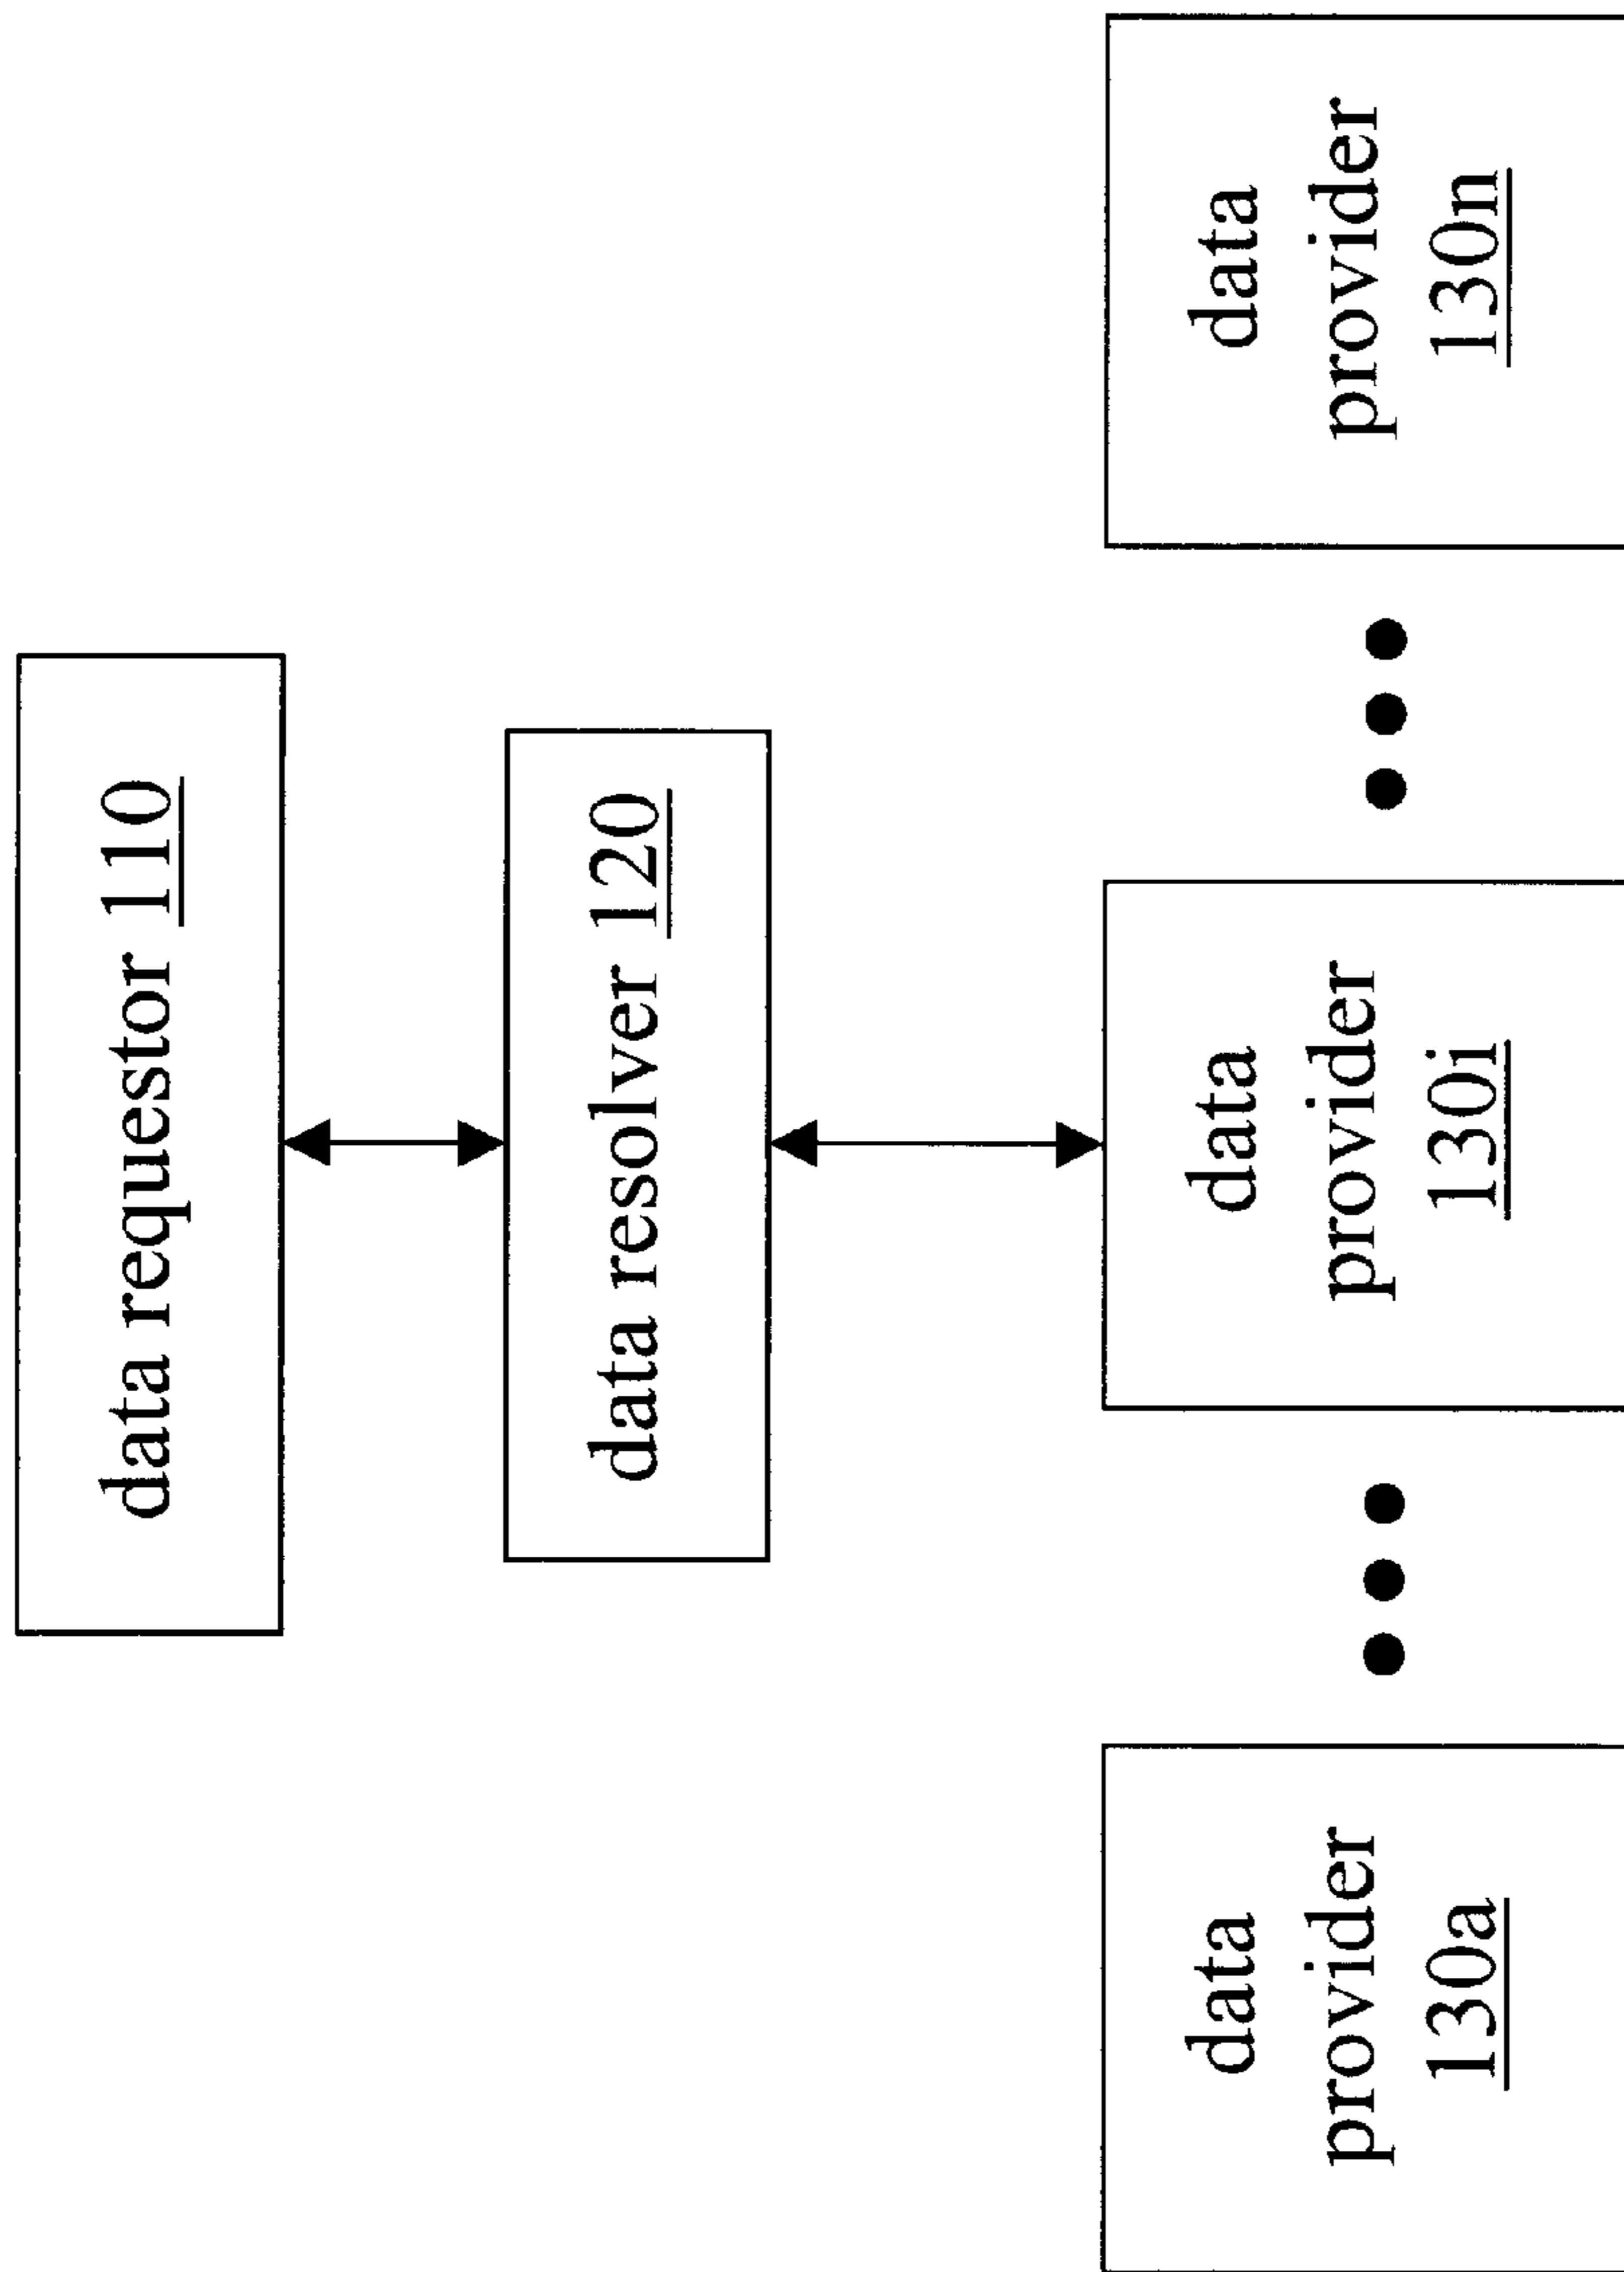 data requestor 110
data resolver 120
data
provider
130a
data
provider
130i
data
provider
130n